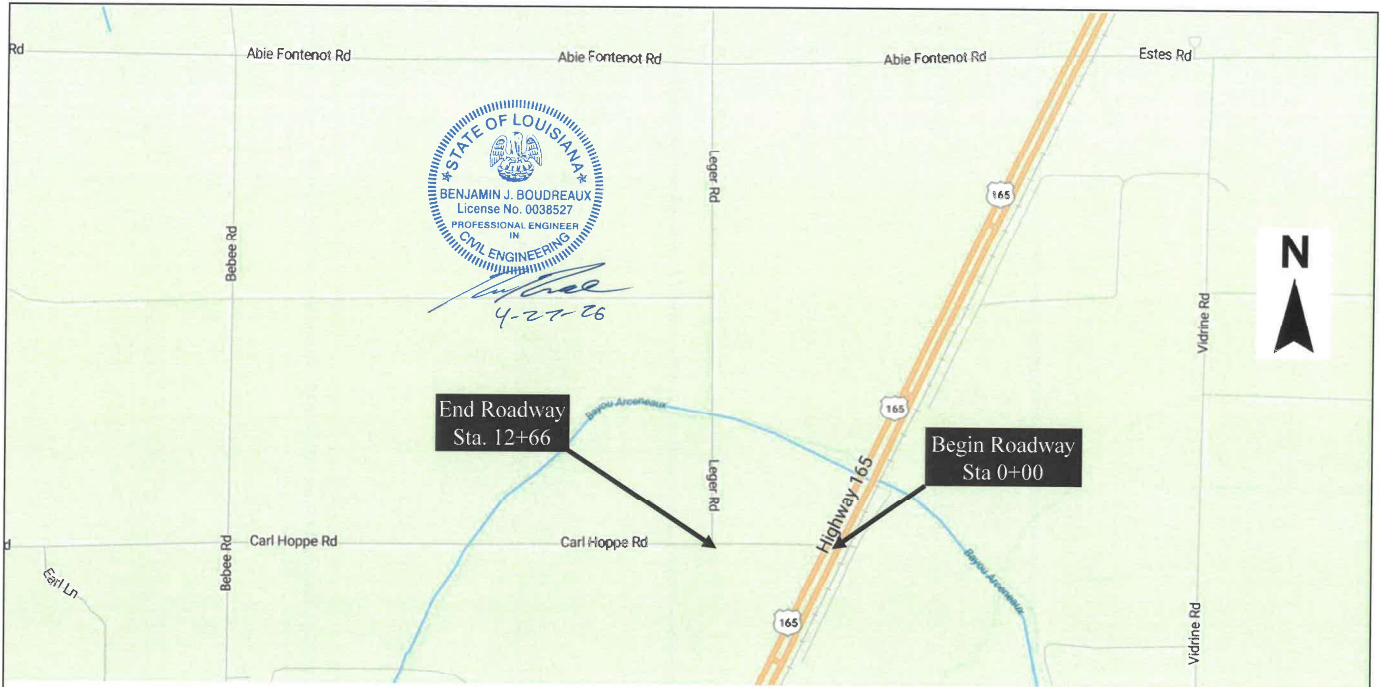 Rd
Abie Fontenot Rd
Abie Fontenot Rd
Abie Fontenot Rd
Estes Rd
STATE OF LOUISIANA
BENJAMIN J. BOUDREAUX
License No. 0038527
PROFESSIONAL ENGINEER
IN
CIVIL ENGINEERING
4-27-26
Leger Rd
165
Bebee Rd
N
Vidrine Rd
End Roadway
Sta. 12+66
Bayou Arceneaux
165
Begin Roadway
Sta 0+00
Leger Rd
Highway 165
d
Bebee Rd
Carl Hoppe Rd
Carl Hoppe Rd
Earl Ln
Bayou Arceneaux
165
Vidrine Rd